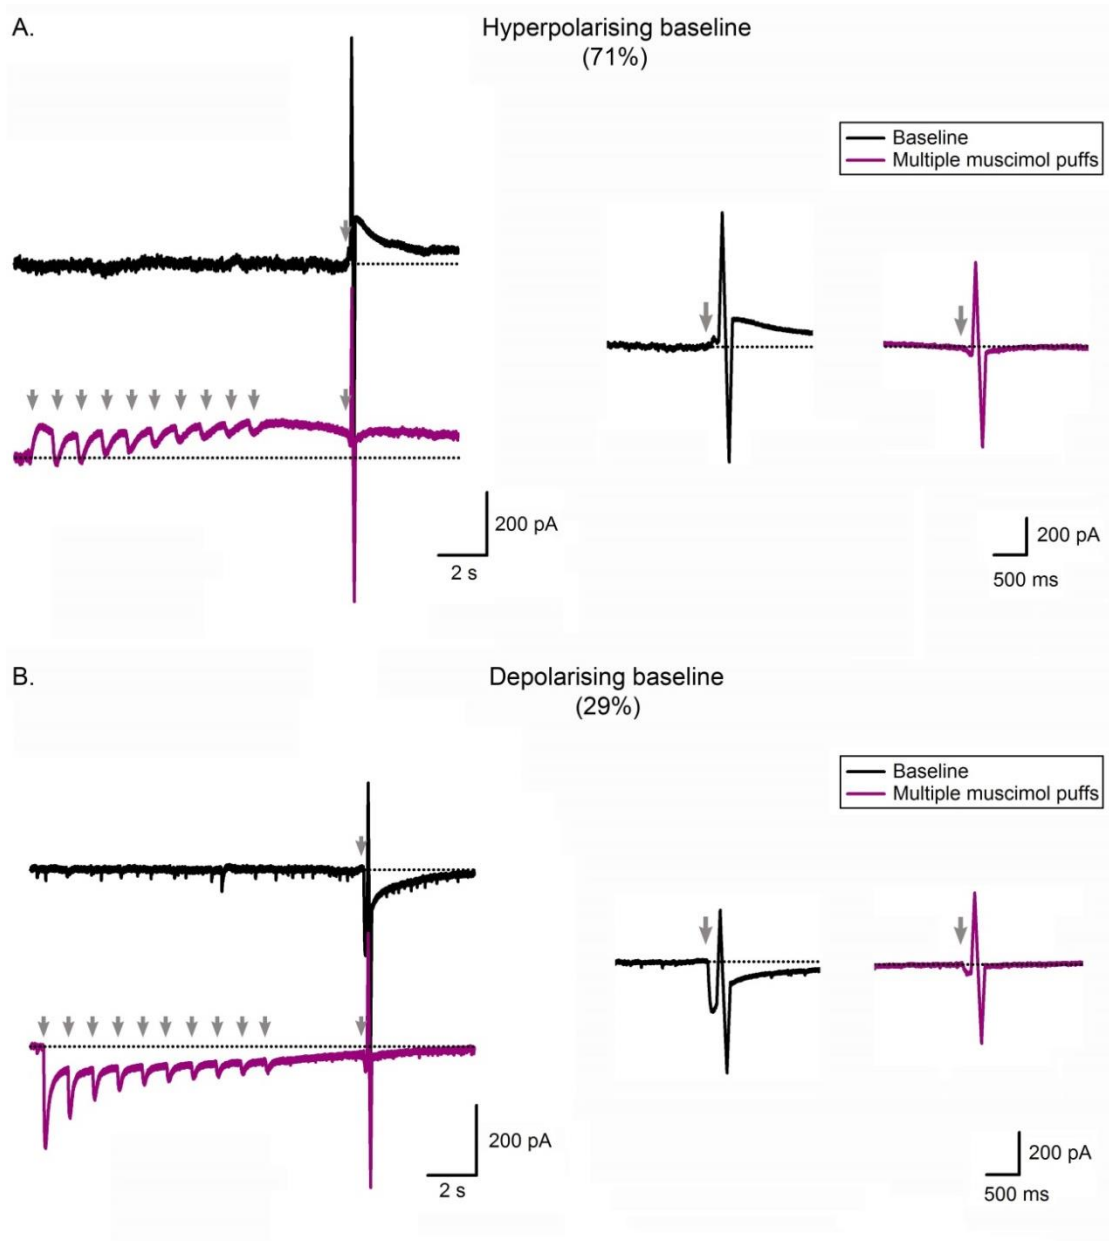 A.
Hyperpolarising baseline
(71%)
Baseline
Multiple muscimol puffs
200 pA
2 s
200 pA
500 ms
B.
Depolarising baseline
(29%)
Baseline
Multiple muscimol puffs
200 pA
2 s
200 pA
500 ms